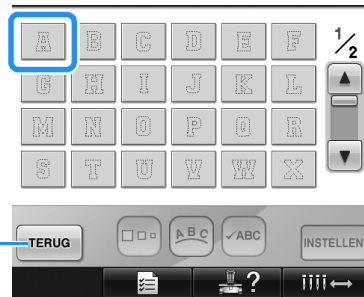 A B C D E F 1/2
G H I J K L
M N O P Q R
S T U V W X
TERUG ABC ✓ABC INSTELLEN
?